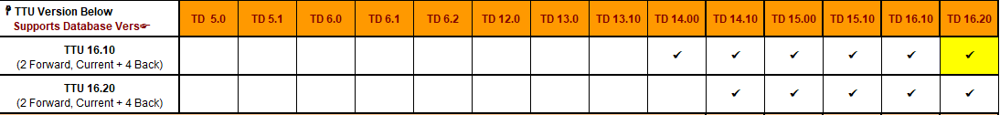 TTU Version Below
Supports Database Vers
TD 5.0 TD 5.1 TD 6.0 TD 6.1 TD 6.2 TD 12.0 TD 13.0 TD 13.10 TD 14.00 TD 14.10 TD 15.00 TD 15.10 TD 16.10 TD 16.20
TTU 16.10 ✓ ✓ ✓ ✓ ✓ ✓
(2 Forward, Current + 4 Back)
TTU 16.20 ✓ ✓ ✓ ✓ ✓
(2 Forward, Current + 4 Back)